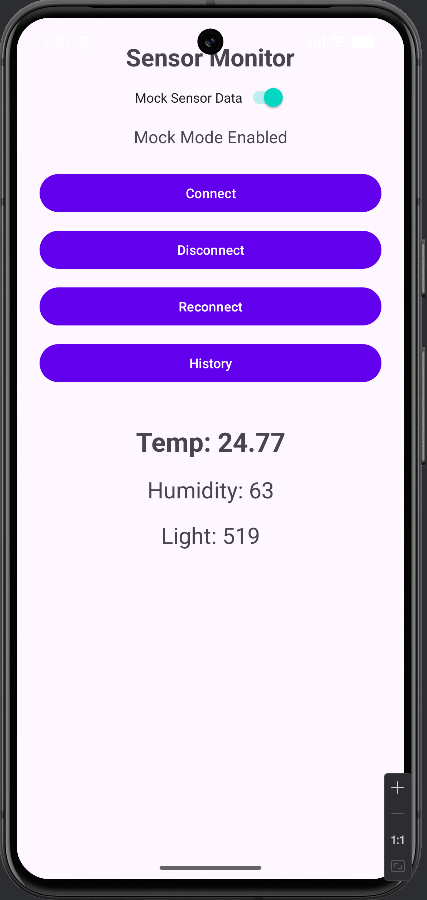 Sensor Monitor
Mock Sensor Data
Mock Mode Enabled
Connect
Disconnect
Reconnect
History
Temp: 24.77
Humidity: 63
Light: 519
1:1